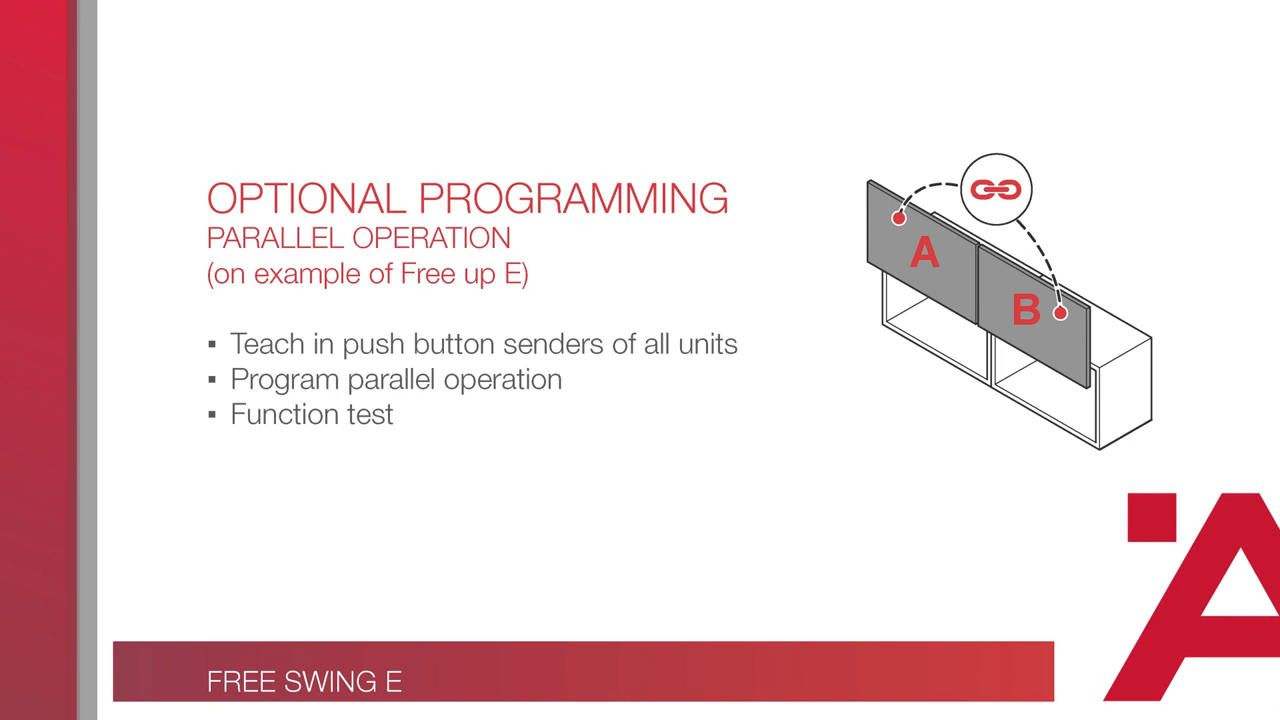 OPTIONAL PROGRAMMING
PARALLEL OPERATION
(on example of Free up E)
▪ Teach in push button senders of all units
▪ Program parallel operation
▪ Function test
A
B
FREE SWING E